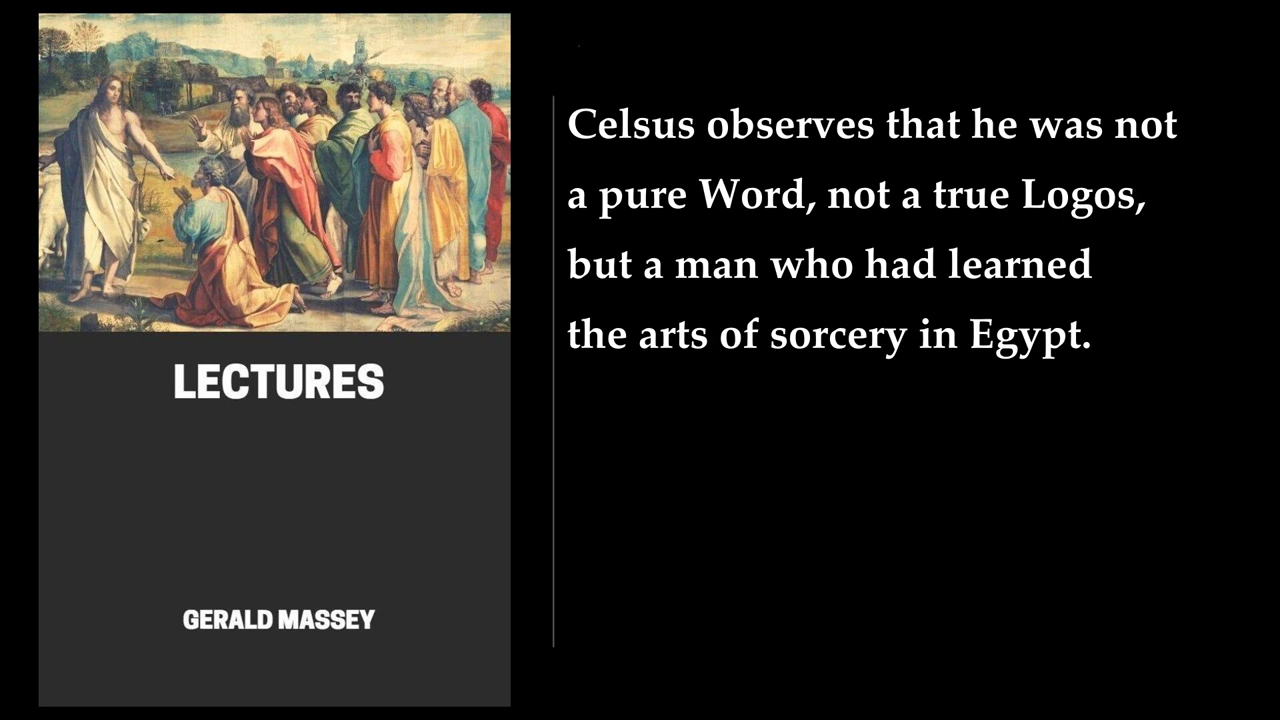 LECTURES
GERALD MASSEY
Celsus observes that he was not
a pure Word, not a true Logos,
but a man who had learned
the arts of sorcery in Egypt.